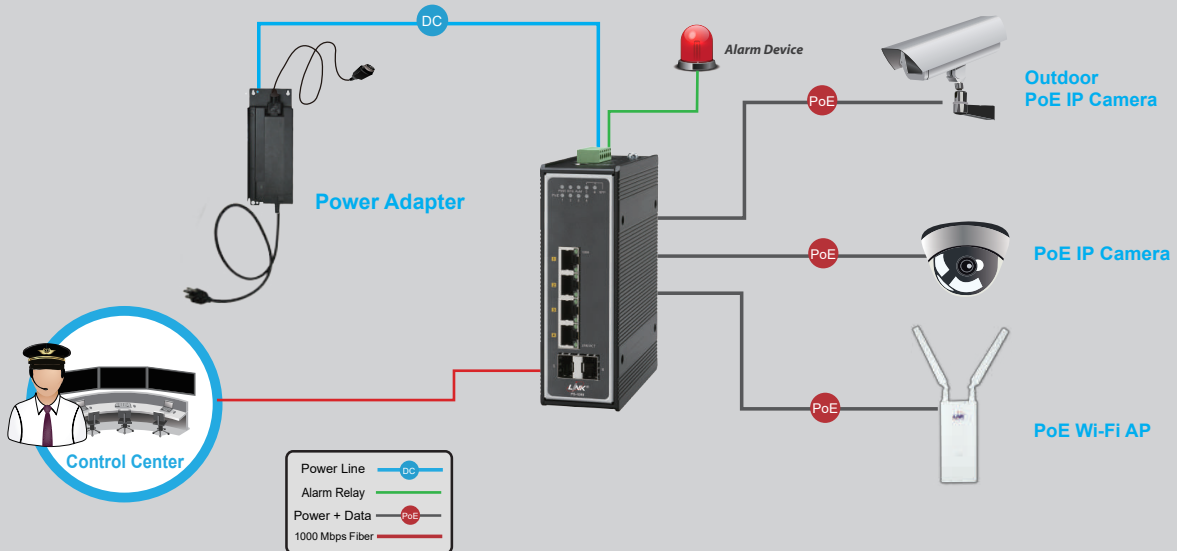 DC
Alarm Device
PoE
Outdoor
PoE IP Camera
Power Adapter
PoE
PoE IP Camera
LINK
PoE
PoE Wi-Fi AP
Control Center
Power Line
DC
Alarm Relay
Power + Data
PoE
1000 Mbps Fiber